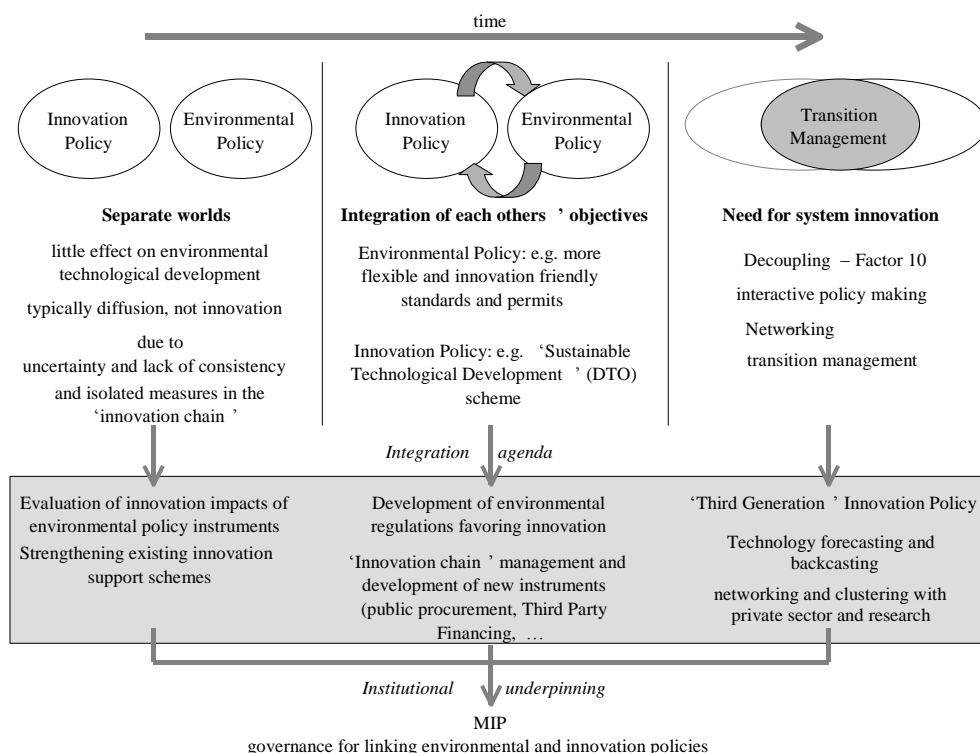 time
Innovation
Policy
Environmental
Policy
Innovation
Policy
Environmental
Policy
Transition
Management
Separate worlds
little effect on environmental
technological development
typically diffusion, not innovation
due to
uncertainty and lack of consistency
and isolated measures in the
‘innovation chain ’
Integration of each others ’ objectives
Environmental Policy: e.g. more
flexible and innovation friendly
standards and permits
Innovation Policy: e.g. ‘Sustainable
Technological Development ’ (DTO)
scheme
Need for system innovation
Decoupling – Factor 10
interactive policy making
Networking
transition management
Integration agenda
Evaluation of innovation impacts of
environmental policy instruments
Strengthening existing innovation
support schemes
Development of environmental
regulations favoring innovation
‘Innovation chain ’ management and
development of new instruments
(public procurement, Third Party
Financing, …
‘Third Generation ’ Innovation Policy
Technology forecasting and
backcasting
networking and clustering with
private sector and research
Institutional underpinning
MIP
governance for linking environmental and innovation policies